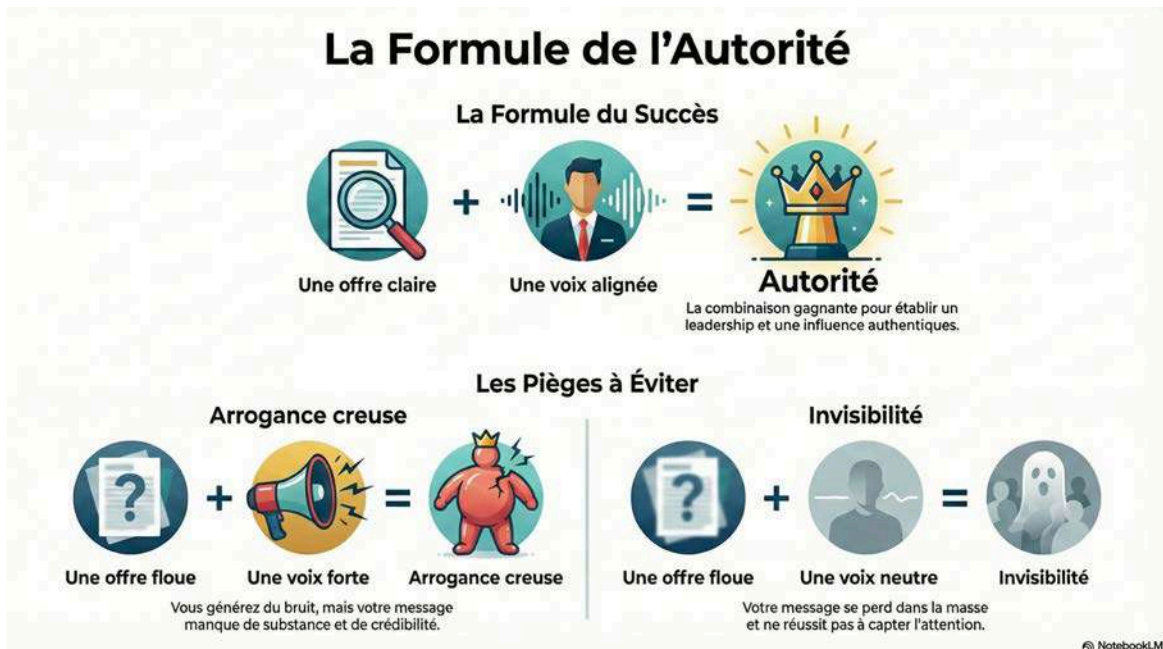 La Formule de l'Autorité
La Formule du Succès
+
=
Une offre claire
Une voix alignée
Autorité
La combinaison gagnante pour établir un
leadership et une influence authentiques.
Les Pièges à Éviter
Arrogance creuse
?
+
=
Une offre floue
Une voix forte
Arrogance creuse
Vous générez du bruit, mais votre message
manque de substance et de crédibilité.
Invisibilité
?
+
=
Une offre floue
Une voix neutre
Invisibilité
Votre message se perd dans la masse
et ne réussit pas à capter l'attention.
NotebookLM